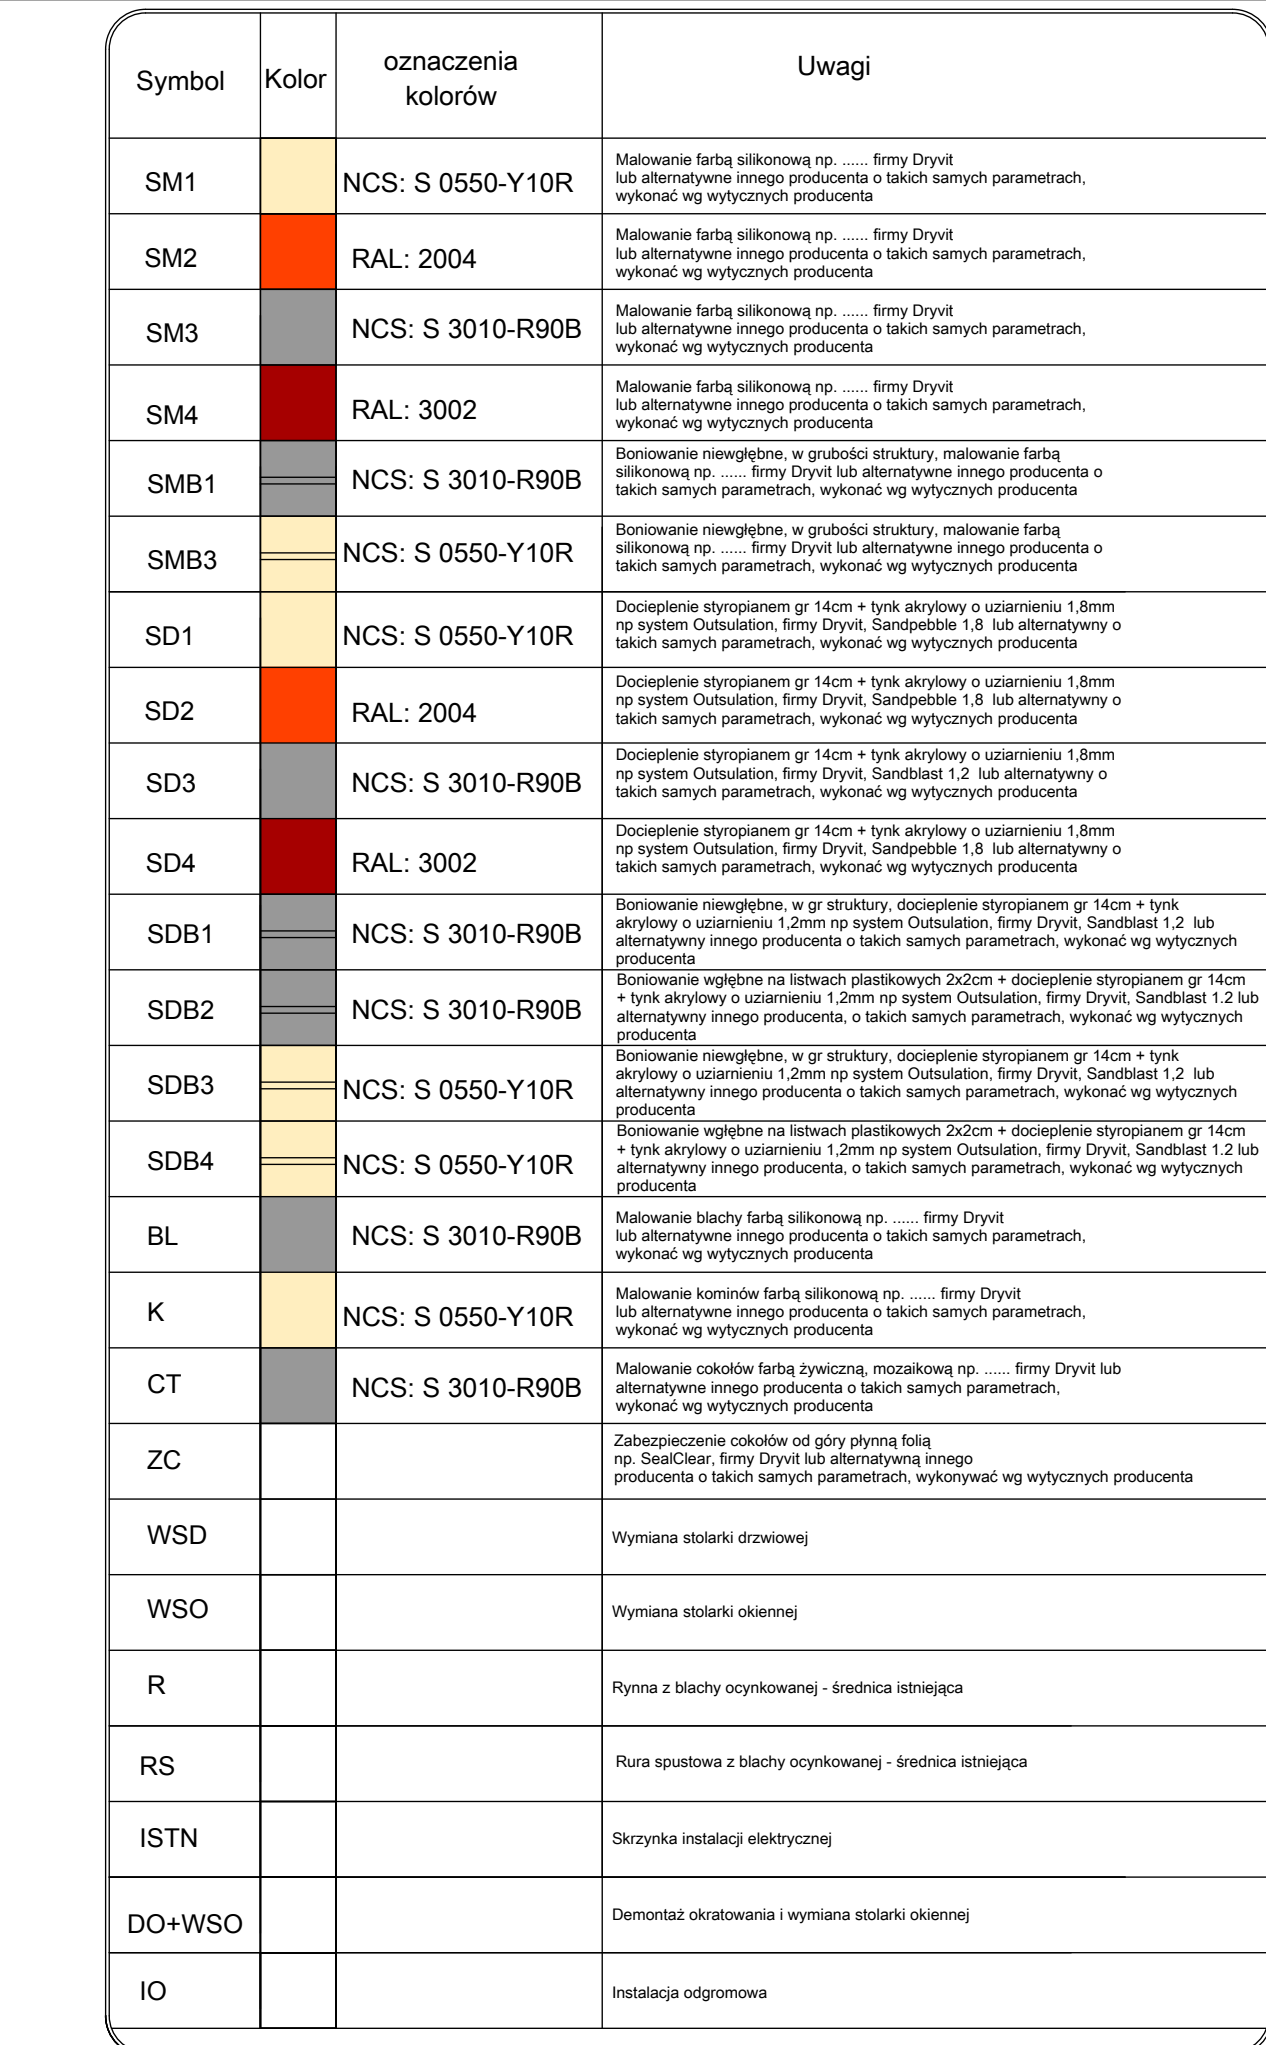 Symbol
Kolor
oznaczenia
kolorów
Uwagi
SM1
NCS: S 0550-Y10R
Malowanie farbą silikonową np. ...... firmy Dryvit
lub alternatywne innego producenta o takich samych parametrach,
wykonać wg wytycznych producenta
SM2
RAL: 2004
Malowanie farbą silikonową np. ...... firmy Dryvit
lub alternatywne innego producenta o takich samych parametrach,
wykonać wg wytycznych producenta
SM3
NCS: S 3010-R90B
Malowanie farbą silikonową np. ...... firmy Dryvit
lub alternatywne innego producenta o takich samych parametrach,
wykonać wg wytycznych producenta
SM4
RAL: 3002
Malowanie farbą silikonową np. ...... firmy Dryvit
lub alternatywne innego producenta o takich samych parametrach,
wykonać wg wytycznych producenta
SMB1
NCS: S 3010-R90B
Boniowanie niewgłębne, w grubości struktury, malowanie farbą
silikonową np. ...... firmy Dryvit lub alternatywne innego producenta o
takich samych parametrach, wykonać wg wytycznych producenta
SMB3
NCS: S 0550-Y10R
Boniowanie niewgłębne, w grubości struktury, malowanie farbą
silikonową np. ...... firmy Dryvit lub alternatywne innego producenta o
takich samych parametrach, wykonać wg wytycznych producenta
SD1
NCS: S 0550-Y10R
Docieplenie styropianem gr 14cm + tynk akrylowy o uziarnieniu 1,8mm
np system Outsulation, firmy Dryvit, Sandpebble 1,8 lub alternatywny o
takich samych parametrach, wykonać wg wytycznych producenta
SD2
RAL: 2004
Docieplenie styropianem gr 14cm + tynk akrylowy o uziarnieniu 1,8mm
np system Outsulation, firmy Dryvit, Sandpebble 1,8 lub alternatywny o
takich samych parametrach, wykonać wg wytycznych producenta
SD3
NCS: S 3010-R90B
Docieplenie styropianem gr 14cm + tynk akrylowy o uziarnieniu 1,8mm
np system Outsulation, firmy Dryvit, Sandblast 1,2 lub alternatywny o
takich samych parametrach, wykonać wg wytycznych producenta
SD4
RAL: 3002
Docieplenie styropianem gr 14cm + tynk akrylowy o uziarnieniu 1,8mm
np system Outsulation, firmy Dryvit, Sandpebble 1,8 lub alternatywny o
takich samych parametrach, wykonać wg wytycznych producenta
SDB1
NCS: S 3010-R90B
Boniowanie niewgłębne, w gr struktury, docieplenie styropianem gr 14cm + tynk
akrylowy o uziarnieniu 1,2mm np system Outsulation, firmy Dryvit, Sandblast 1,2 lub
alternatywny innego producenta o takich samych parametrach, wykonać wg wytycznych
producenta
SDB2
NCS: S 3010-R90B
Boniowanie wgłębne na listwach plastikowych 2x2cm + docieplenie styropianem gr 14cm
+ tynk akrylowy o uziarnieniu 1,2mm np system Outsulation, firmy Dryvit, Sandblast 1.2 lub
alternatywny innego producenta, o takich samych parametrach, wykonać wg wytycznych
producenta
SDB3
NCS: S 0550-Y10R
Boniowanie niewgłębne, w gr struktury, docieplenie styropianem gr 14cm + tynk
akrylowy o uziarnieniu 1,2mm np system Outsulation, firmy Dryvit, Sandblast 1,2 lub
alternatywny innego producenta o takich samych parametrach, wykonać wg wytycznych
producenta
SDB4
NCS: S 0550-Y10R
Boniowanie wgłębne na listwach plastikowych 2x2cm + docieplenie styropianem gr 14cm
+ tynk akrylowy o uziarnieniu 1,2mm np system Outsulation, firmy Dryvit, Sandblast 1.2 lub
alternatywny innego producenta, o takich samych parametrach, wykonać wg wytycznych
producenta
BL
NCS: S 3010-R90B
Malowanie blachy farbą silikonową np. ...... firmy Dryvit
lub alternatywne innego producenta o takich samych parametrach,
wykonać wg wytycznych producenta
K
NCS: S 0550-Y10R
Malowanie kominów farbą silikonową np. ...... firmy Dryvit
lub alternatywne innego producenta o takich samych parametrach,
wykonać wg wytycznych producenta
CT
NCS: S 3010-R90B
Malowanie cokołów farbą żywiczną, mozaikową np. ...... firmy Dryvit lub
alternatywne innego producenta o takich samych parametrach,
wykonać wg wytycznych producenta
ZC
Zabezpieczenie cokołów od góry płynną folią
np. SealClear, firmy Dryvit lub alternatywną innego
producenta o takich samych parametrach, wykonywać wg wytycznych producenta
WSD
Wymiana stolarki drzwiowej
WSO
Wymiana stolarki okiennej
R
Rynna z blachy ocynkowanej - średnica istniejąca
RS
Rura spustowa z blachy ocynkowanej - średnica istniejąca
ISTN
Skrzynka instalacji elektrycznej
DO+WSO
Demontaż okratowania i wymiana stolarki okiennej
IO
Instalacja odgromowa